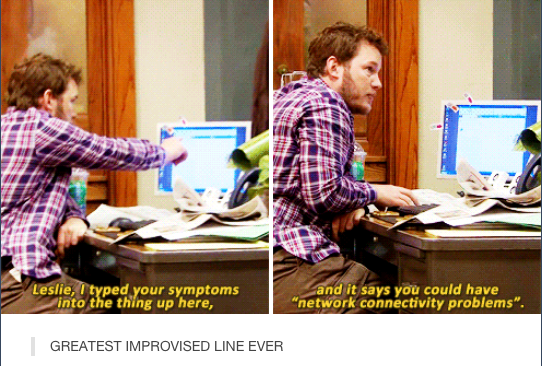 Leslie, I typed your symptoms
into the thing up here,
and it says you could have
“network connectivity problems”.
GREATEST IMPROVISED LINE EVER